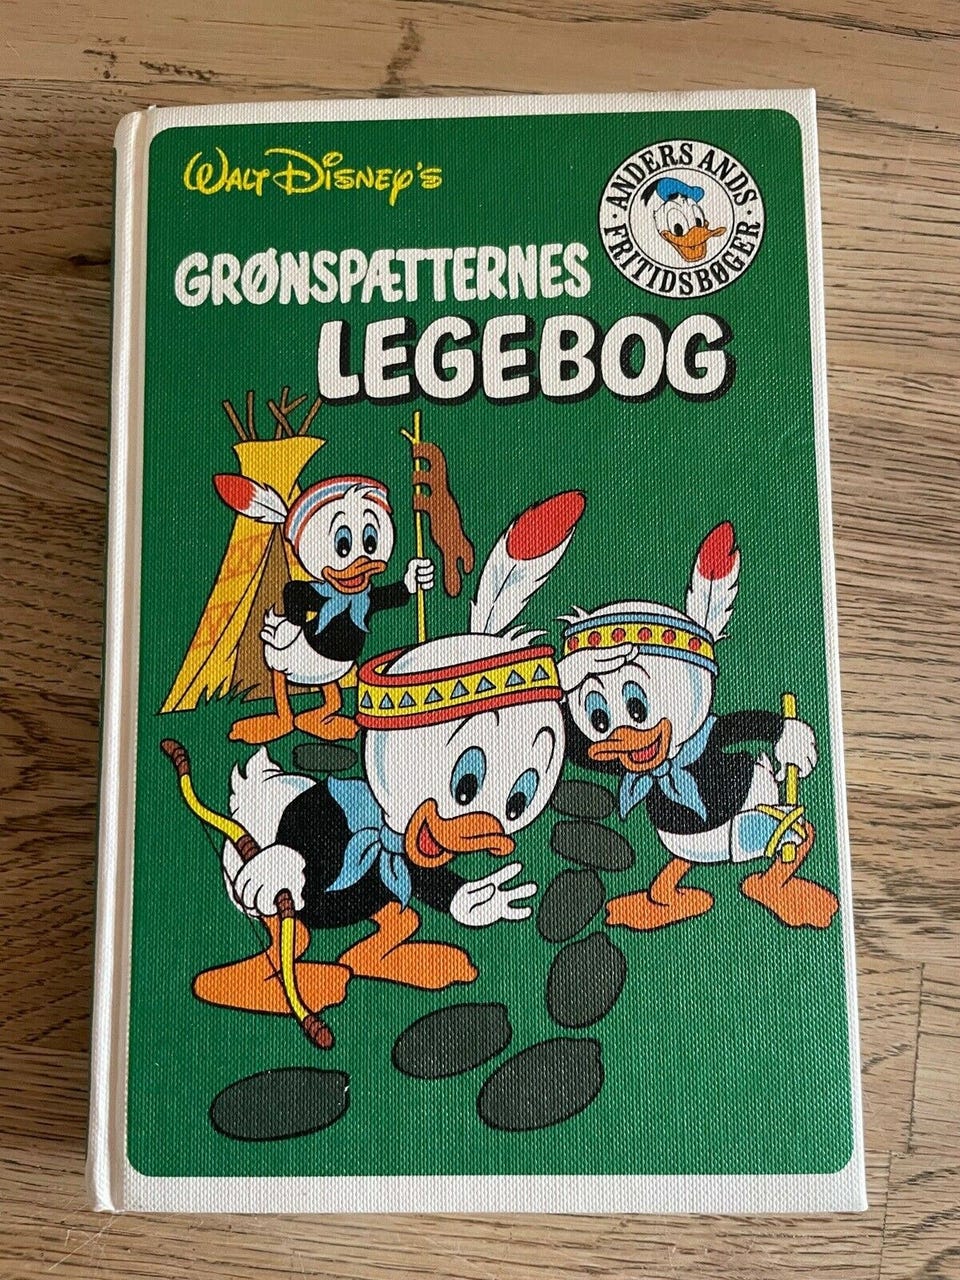 WALT DISNEY'S
ANDERS ANDS
FRITIDSBØGER
GRØNSPÆTTERNES
LEGEBOG